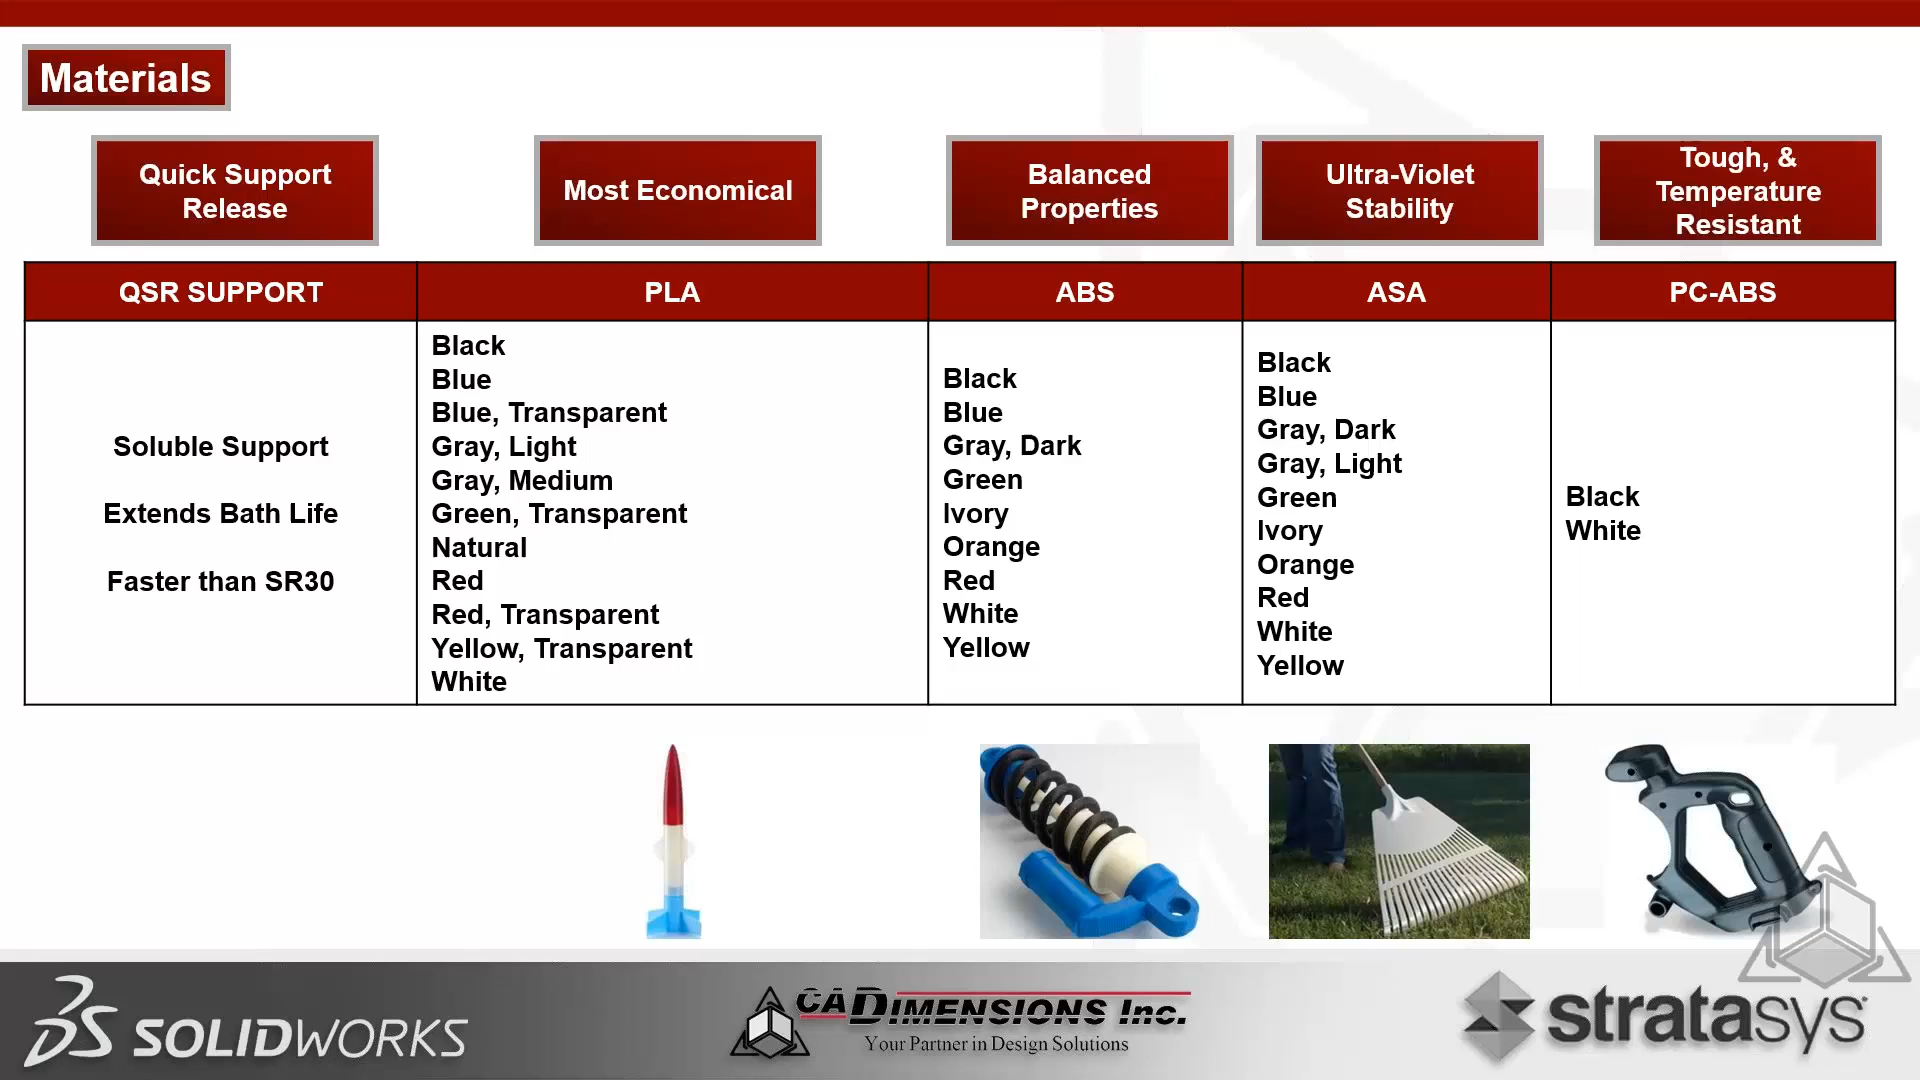 Materials
Quick Support
Release
Most Economical
Balanced
Properties
Ultra-Violet
Stability
Tough, &
Temperature
Resistant
QSR SUPPORT
PLA
ABS
ASA
PC-ABS
Soluble Support
Extends Bath Life
Faster than SR30
Black
Blue
Blue, Transparent
Gray, Light
Gray, Medium
Green, Transparent
Natural
Red
Red, Transparent
Yellow, Transparent
White
Black
Blue
Gray, Dark
Green
Ivory
Orange
Red
White
Yellow
Black
Blue
Gray, Dark
Gray, Light
Green
Ivory
Orange
Red
White
Yellow
Black
White
3S SOLIDWORKS
CADIMENSIONS Inc.
Your Partner in Design Solutions
stratasys